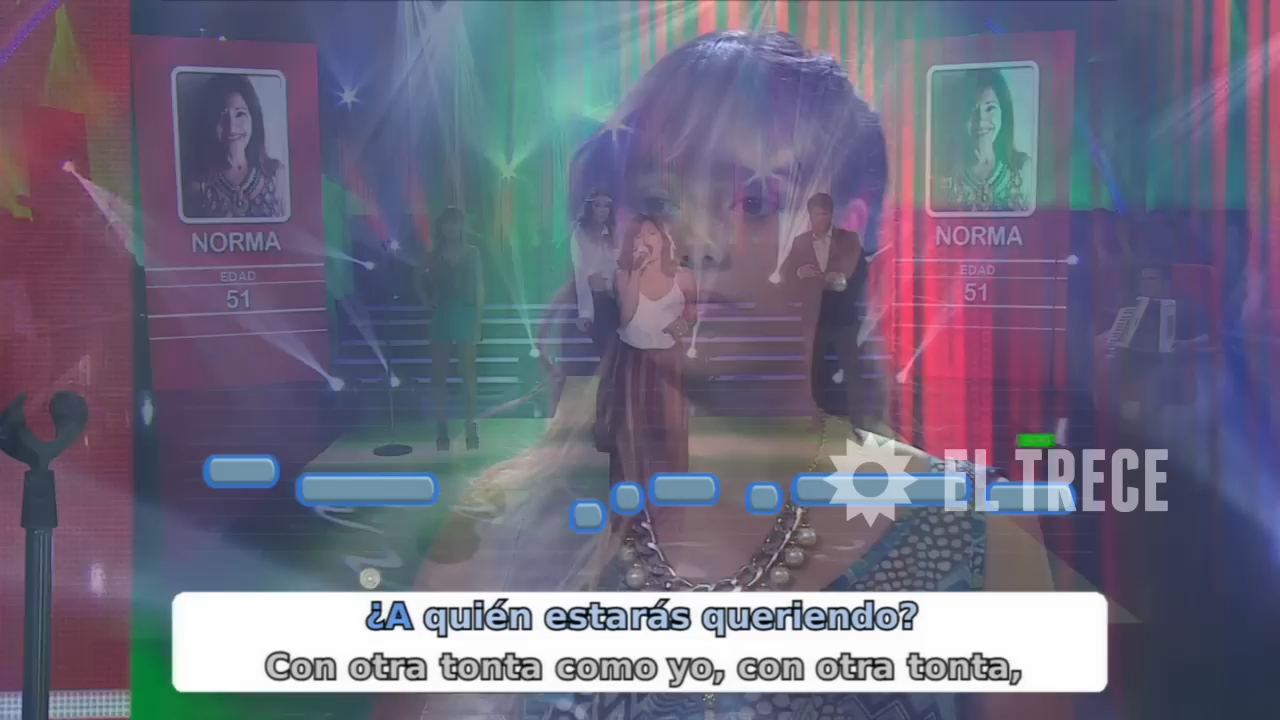 NORMA
EDAD
51
NORMA
EDAD
51
EL TRECE
¿A quién estarás queriendo?
Con otra tonta como yo, con otra tonta,